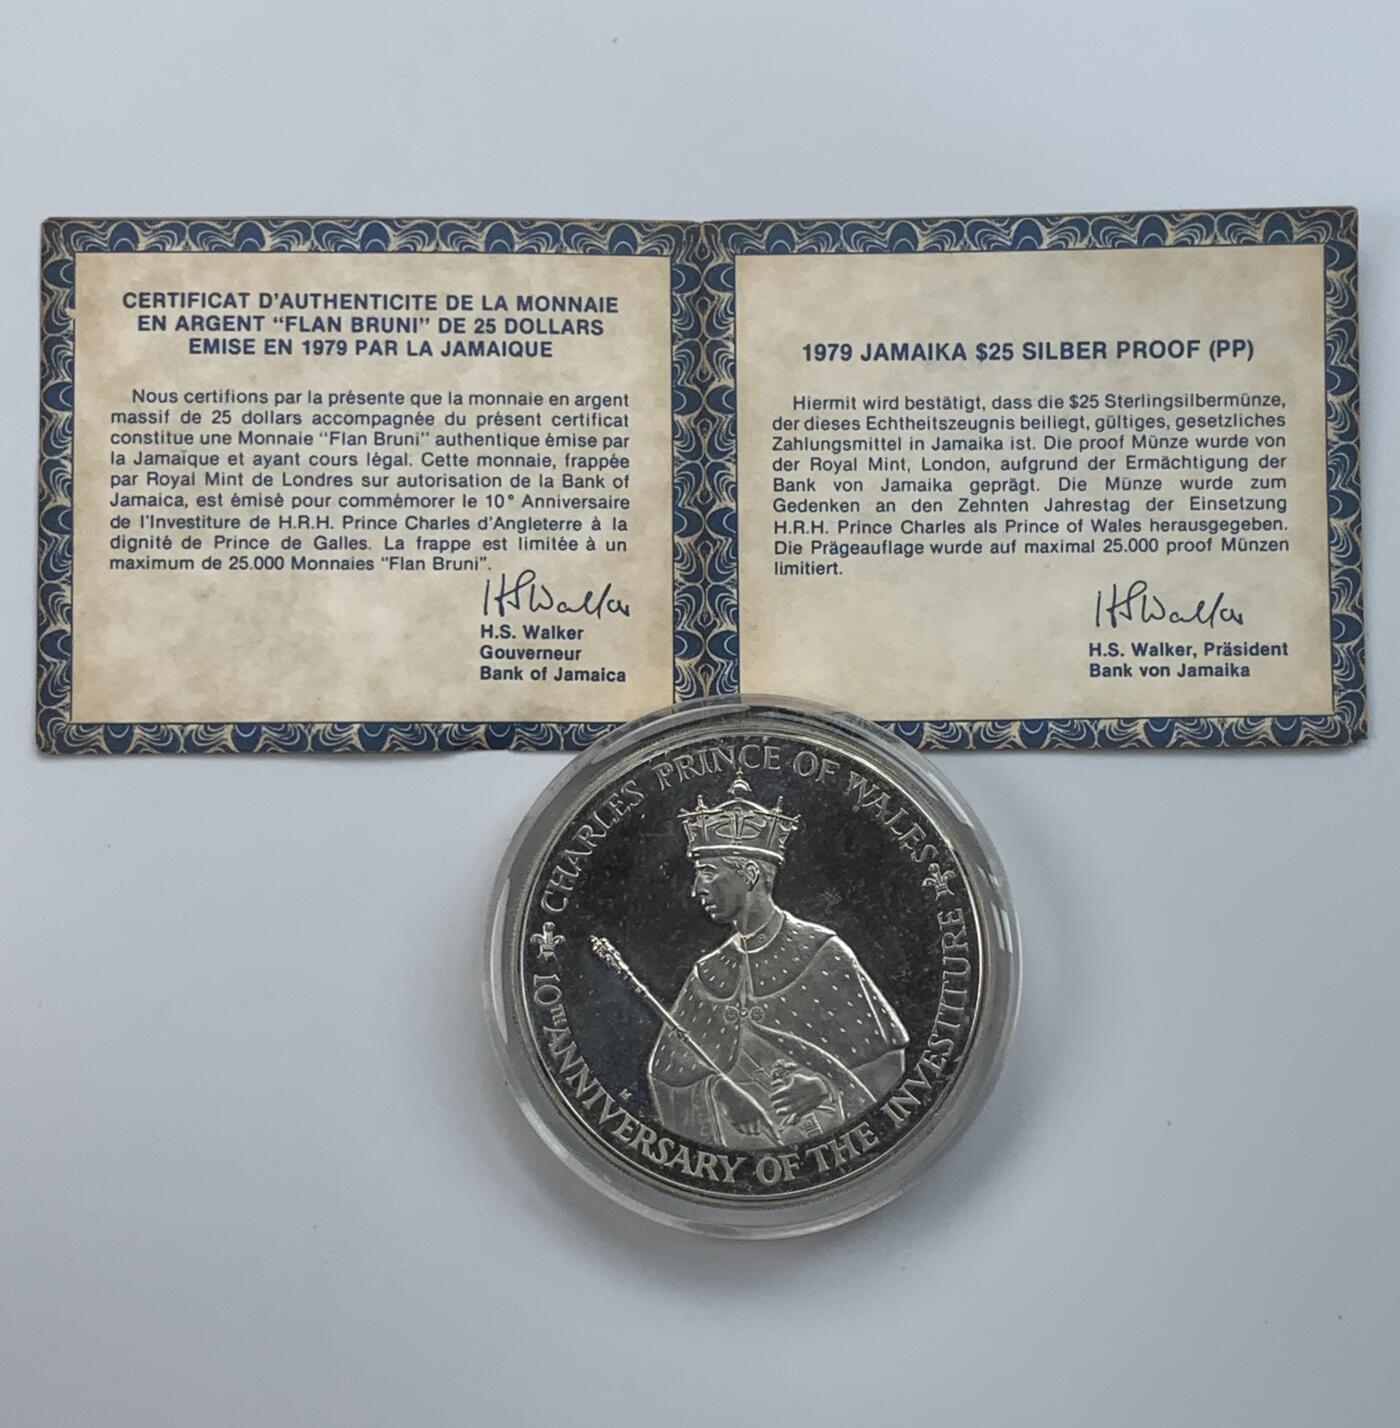 CERTIFICAT D'AUTHENTICITE DE LA MONNAIE
EN ARGENT "FLAN BRUNI" DE 25 DOLLARS
EMISE EN 1979 PAR LA JAMAIQUE
Nous certifions par la présente que la monnaie en argent
massif de 25 dollars accompagnée du présent certificat
constitue une Monnaie "Flan Bruni" authentique émise par
la Jamaïque et ayant cours légal. Cette monnaie, frappée
par Royal Mint de Londres sur autorisation de la Bank of
Jamaica, est émisé pour commémorer le 10° Anniversaire
de l'Investiture de H.R.H. Prince Charles d'Angleterre à la
dignité de Prince de Galles. La frappe est limitée à un
maximum de 25.000 Monnaies "Flan Bruni".
HSWalker
H.S. Walker
Gouverneur
Bank of Jamaica
1979 JAMAIKA $25 SILBER PROOF (PP)
Hiermit wird bestätigt, dass die $25 Sterlingsilbermünze,
der dieses Echtheitszeugnis beiliegt, gültiges, gesetzliches
Zahlungsmittel in Jamaika ist. Die proof Münze wurde von
der Royal Mint, London, aufgrund der Ermächtigung der
Bank von Jamaika geprägt. Die Münze wurde zum
Gedenken an den Zehnten Jahrestag der Einsetzung
H.R.H. Prince Charles als Prince of Wales herausgegeben.
Die Prägeauflage wurde auf maximal 25.000 proof Münzen
limitiert.
HSWalker
H.S. Walker, Präsident
Bank von Jamaika
CHARLES PRINCE OF WALES
10TH ANNIVERSARY OF THE INVESTITURE